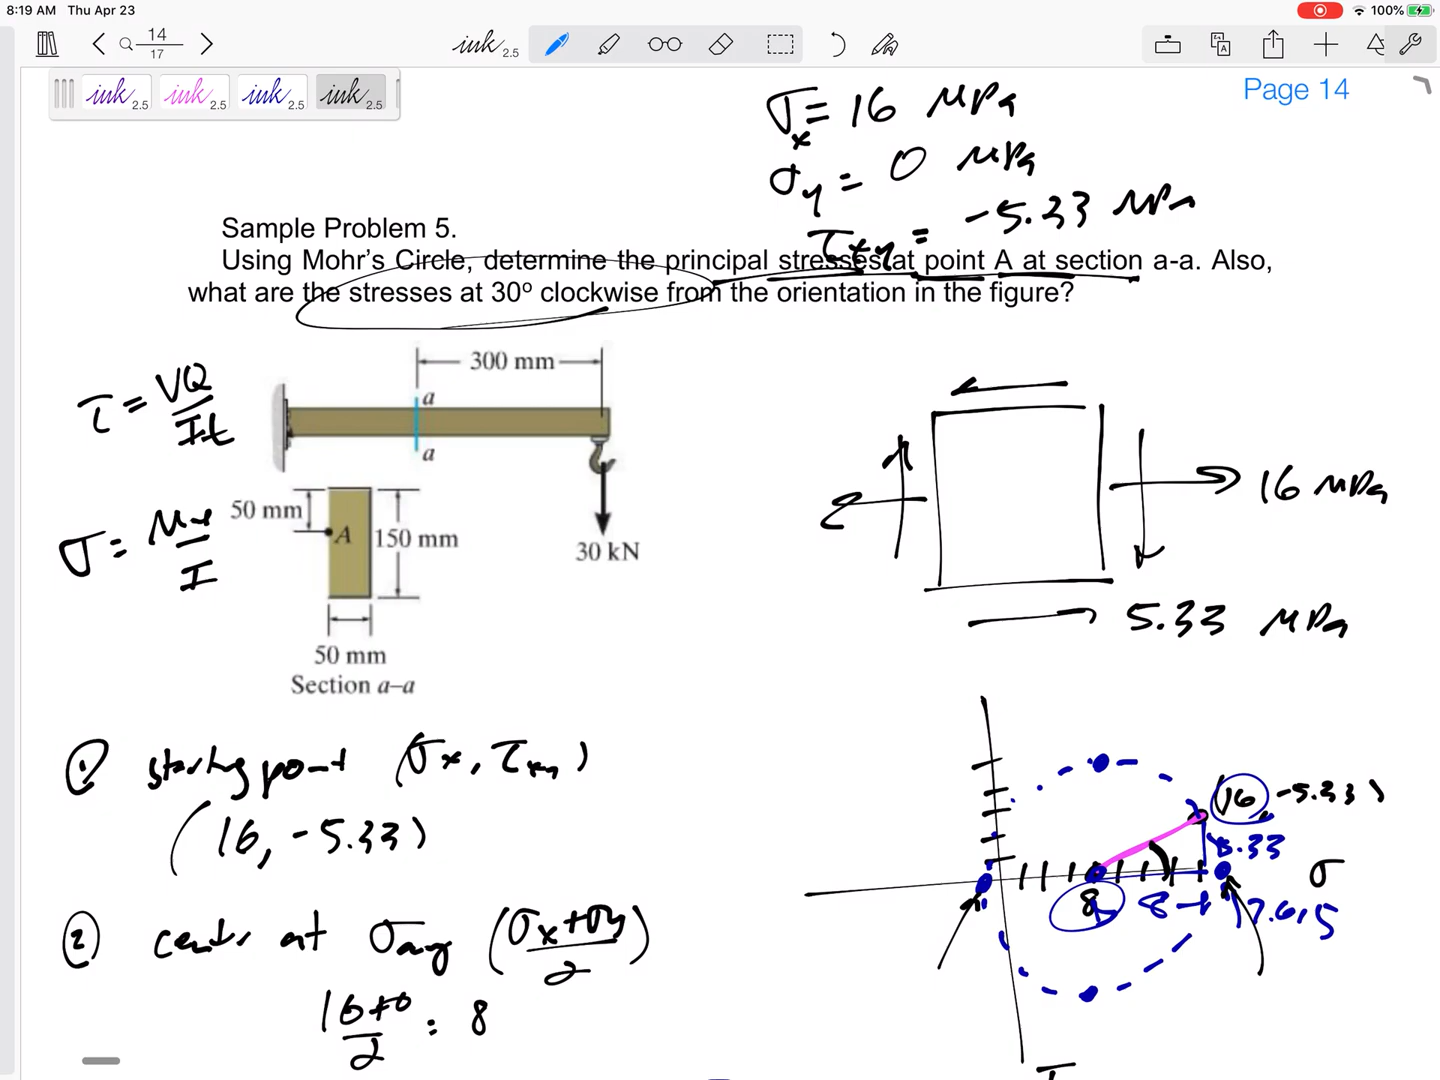 8:19 AM Thu Apr 23
100%
14
17
ink 2.5
ink 2.5
ink 2.5
ink 2.5
ink 2.5
Page 14
σx = 16 MPa
σy = 0 MPa
τxy = -5.33 MPa
Sample Problem 5.
Using Mohr’s Circle, determine the principal stresses at point A at section a-a. Also,
what are the stresses at 30º clockwise from the orientation in the figure?
300 mm
a
a
50 mm
A
150 mm
30 kN
50 mm
Section a–a
τ = VQ
It
σ = My
I
16 MPa
5.33 MPa
① starting point (σx, τxy)
(16, -5.33)
② center at σavg (σx+σy)
2
16+0
2
: 8
(16, -5.33)
5.33
σ
8
8
17.615
τ